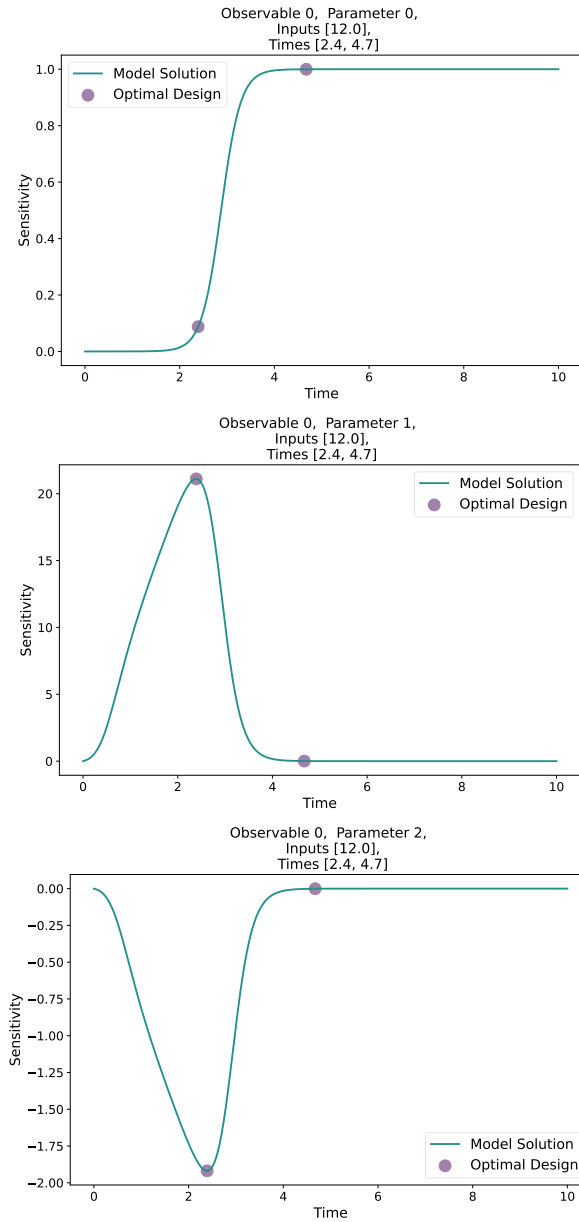 Observable 0,  Parameter 0,
Inputs [12.0],
Times [2.4, 4.7]
Model Solution
Optimal Design
1.0
0.8
0.6
0.4
0.2
0.0
Sensitivity
0 2 4 6 8 10
Time
Observable 0,  Parameter 1,
Inputs [12.0],
Times [2.4, 4.7]
Model Solution
Optimal Design
20
15
10
5
0
Sensitivity
0 2 4 6 8 10
Time
Observable 0,  Parameter 2,
Inputs [12.0],
Times [2.4, 4.7]
0.00
−0.25
−0.50
−0.75
−1.00
−1.25
−1.50
−1.75
−2.00
Sensitivity
Model Solution
Optimal Design
0 2 4 6 8 10
Time